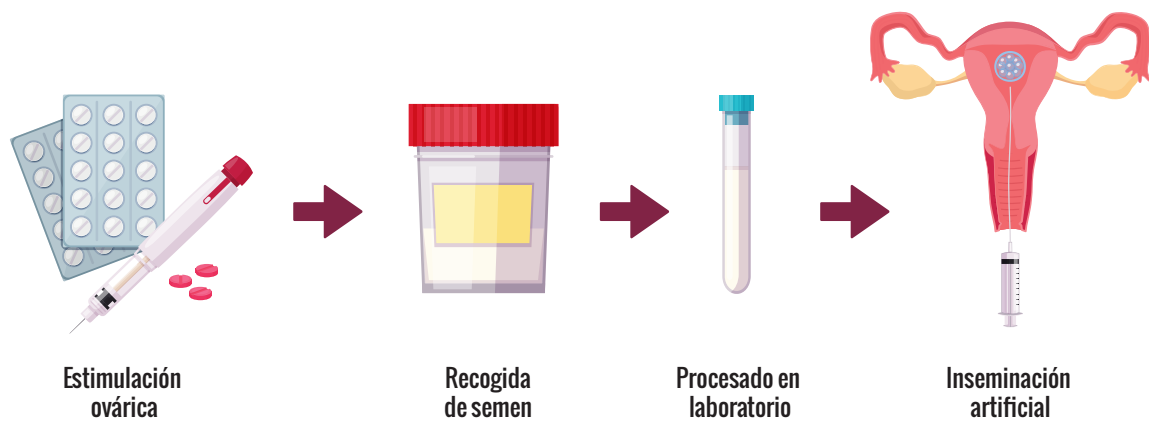 Estimulación
ovárica
Recogida
de semen
Procesado en
laboratorio
Inseminación
artificial